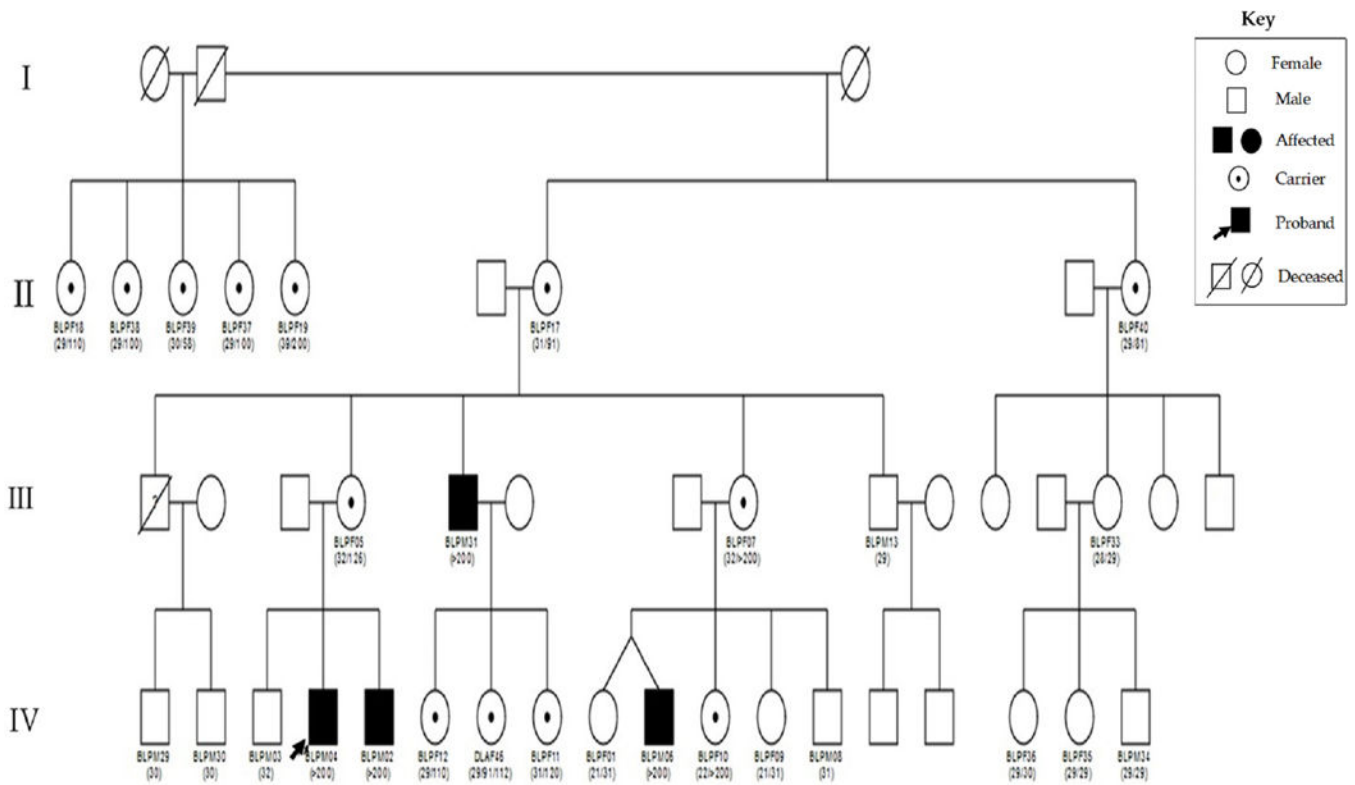 Key
I
Female
Male
Affected
Carrier
Proband
Deceased
II
BLPF18 BLPF38 BLPF39 BLPF37 BLPF19 BLPF17 BLPF40
(29/110) (29/100) (30/58) (29/100) (39/200) (31/91) (29/81)
III
?
BLPF05 BLPM31 BLPF07 BLPM13 BLPF33
(32/126) (>200) (32/>200) (29) (28/29)
IV
BLPM29 BLPM30 BLPM03 BLPM04 BLPM02 BLPF12 DLAF46 BLPF11 BLPF01 BLPM06 BLPF10 BLPF09 BLPM08 BLPF36 BLPF35 BLPM34
(30) (30) (32) (>200) (>200) (29/110) (29/91/112) (31/120) (21/31) (>200) (22/>200) (21/31) (31) (29/30) (29/29) (29/29)